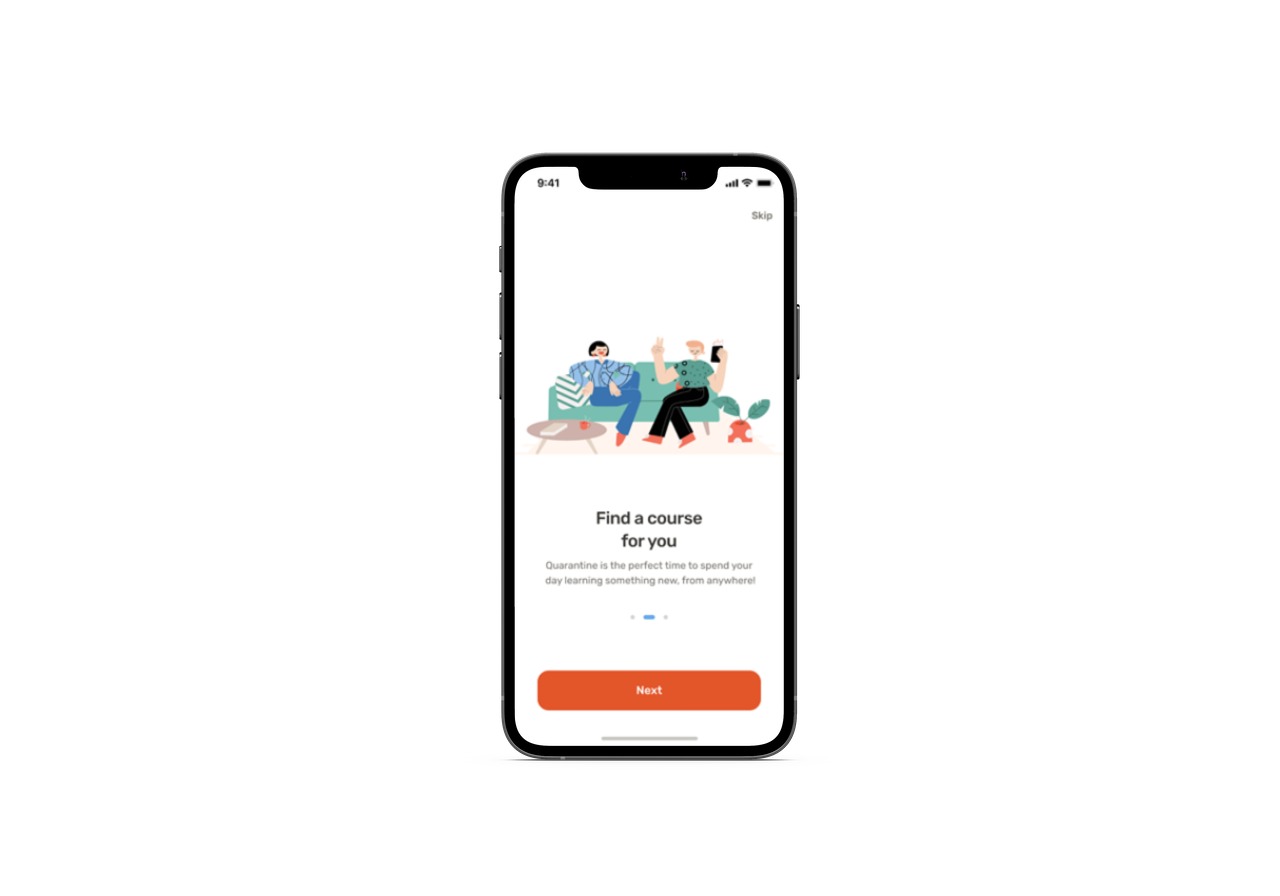 9:41
Skip
Find a course
for you
Quarantine is the perfect time to spend your
day learning something new, from anywhere!
Next